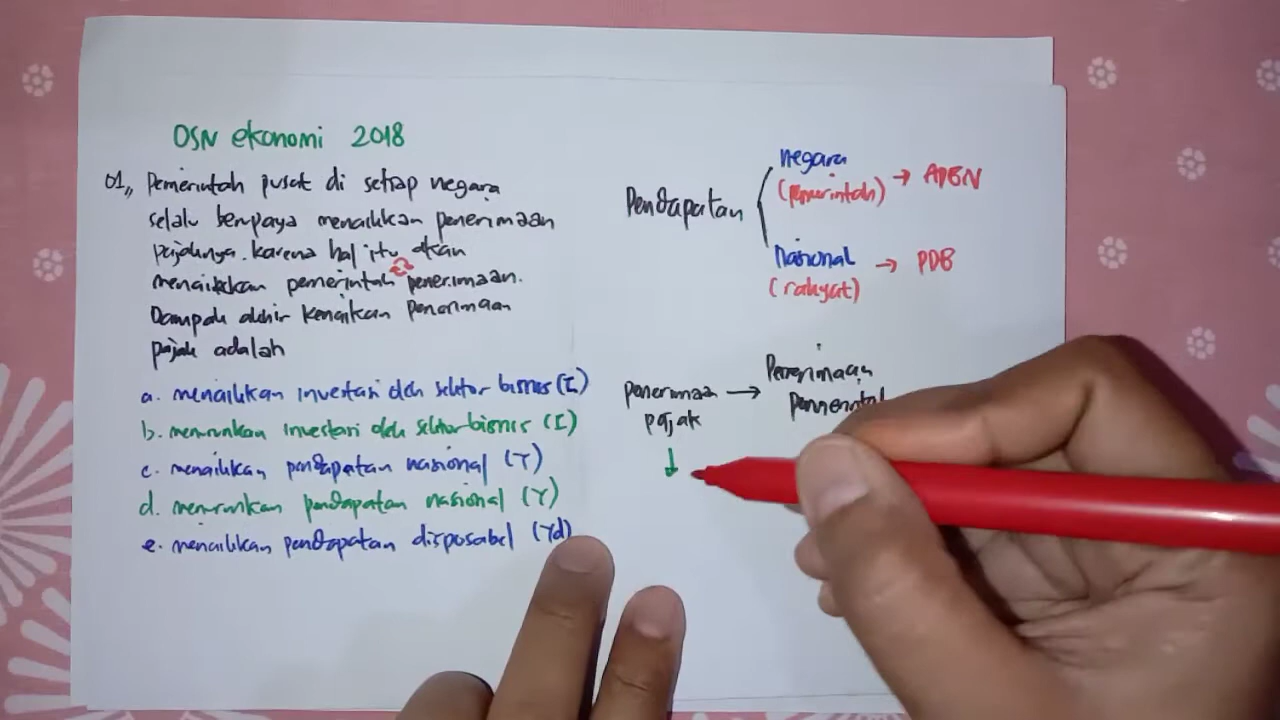 OSN ekonomi 2018
01,, Pemerintah pusat di setiap negara
selalu berupaya menaikkan penerimaan
pajaknya. karena hal itu akan
menaikkan pemerintah penerimaan.
Dampak akhir kenaikan penerimaan
pajak adalah
a. menaikkan investasi oleh sektor bisnis (I)
b. menurunkan investasi oleh sektor bisnis (I)
c. menaikkan pendapatan nasional (Y)
d. menurunkan pendapatan nasional (Y)
e. menaikkan pendapatan disposabel (Yd)
negara
(pemerintah) → APBN
Pendapatan
Nasional → PDB
(rakyat)
penerimaan → Penerimaan
pajak
↓